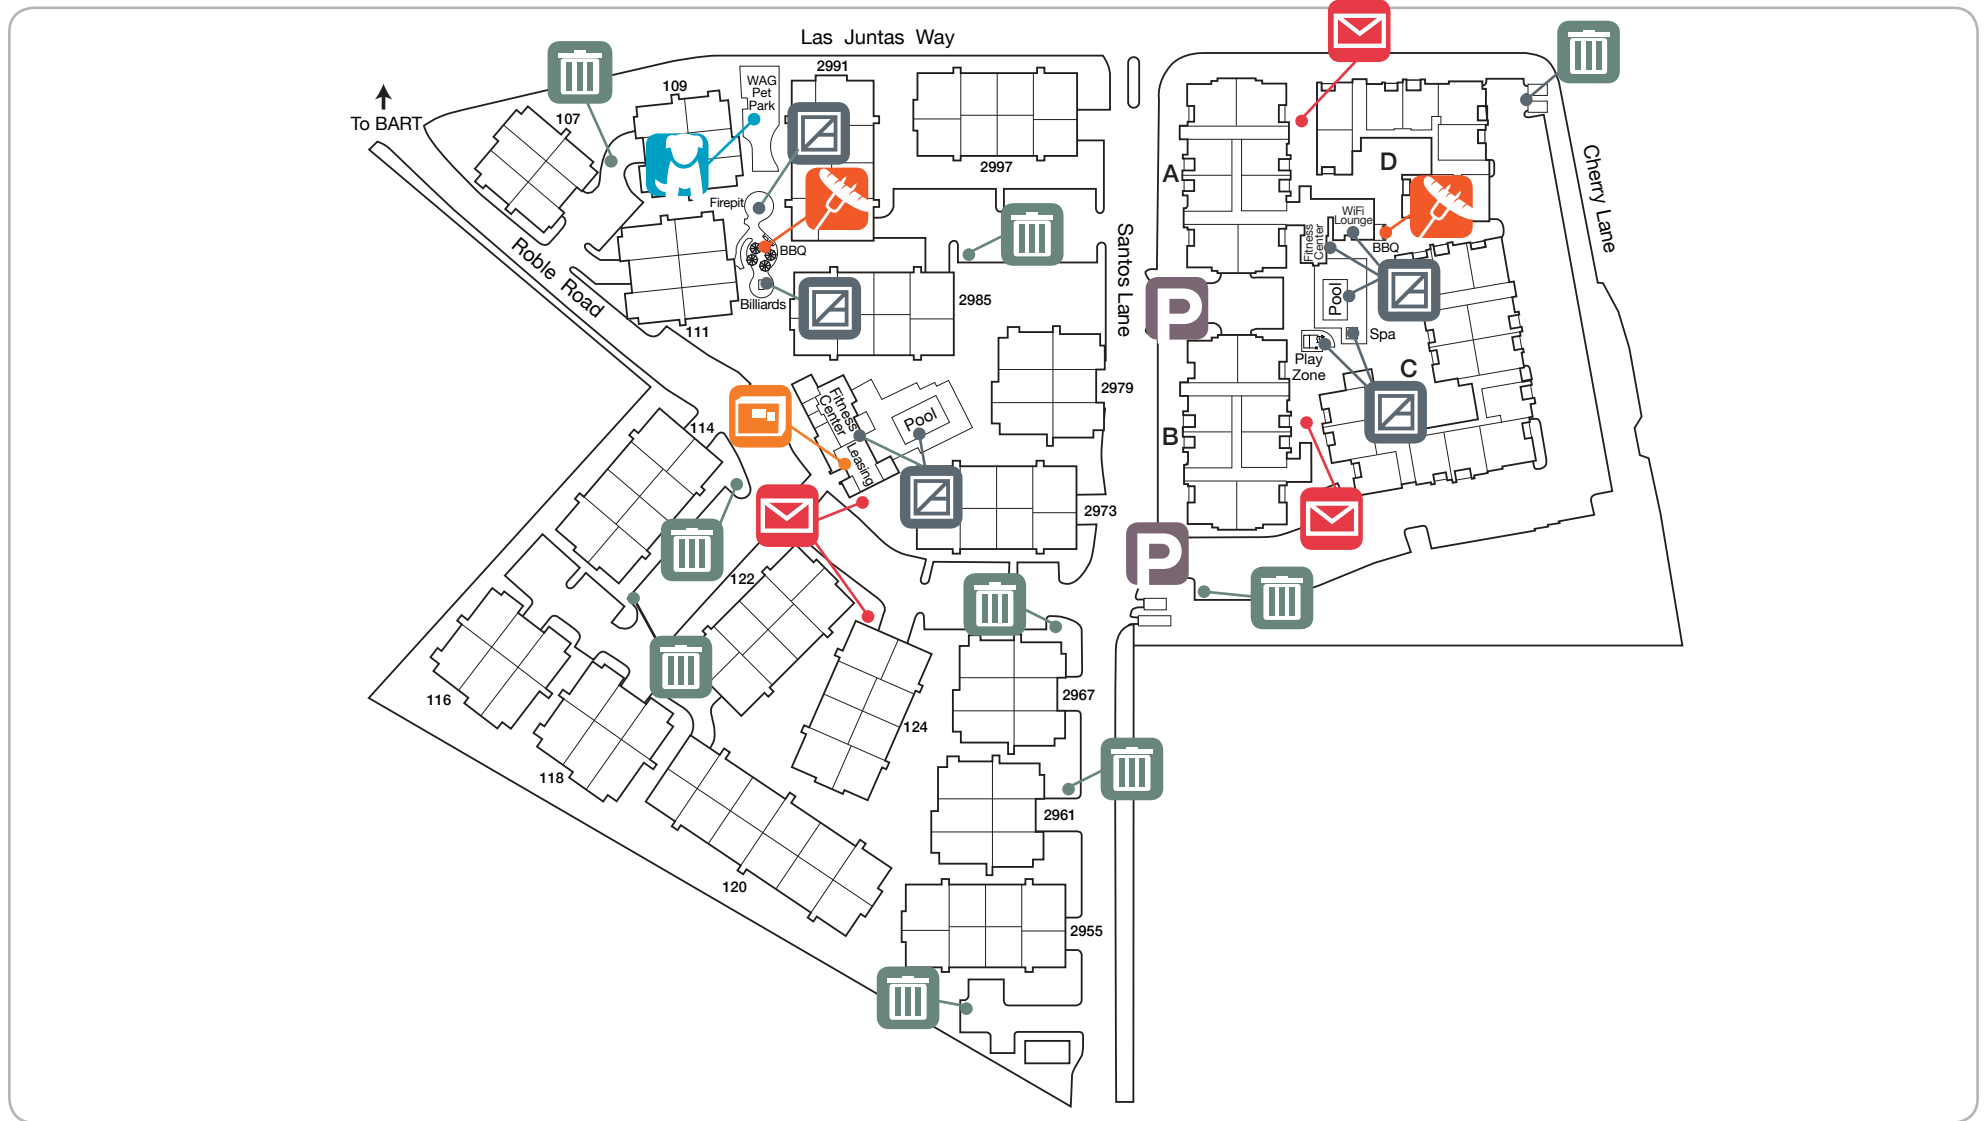 Las Juntas Way
2991
109
WAG
Pet
Park
107
To BART
2997
Firepit
BBQ
Billiards
2985
111
Roble Road
Santos Lane
Cherry Lane
A
D
WiFi
Lounge
Fitness
Center
BBQ
Pool
P
Spa
Play
Zone
C
B
2979
Fitness
Center
Pool
Leasing
114
2973
P
122
116
118
124
2967
2961
120
2955